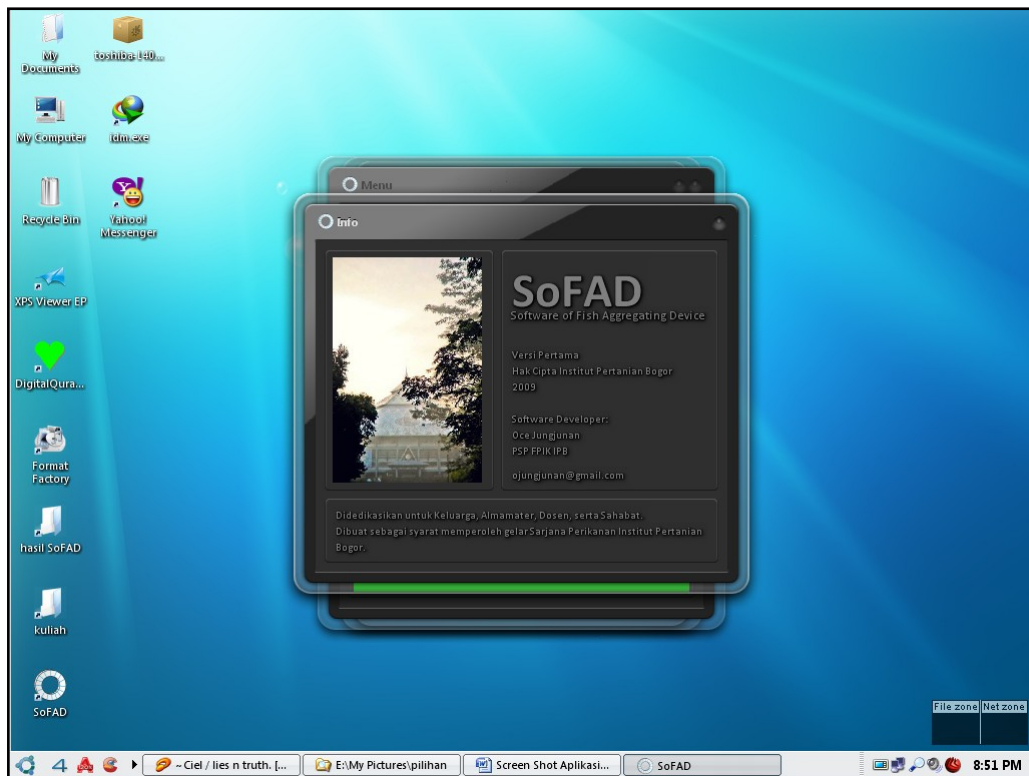 My
Documents
toshiba-l40...
My Computer
idm.exe
Recycle Bin
Yahoo!
Messenger
XPS Viewer EP
DigitalQura...
Format
Factory
hasil SoFAD
kuliah
SoFAD
Menu
Info
SoFAD
Software of Fish Aggregating Device
Versi Pertama
Hak Cipta Institut Pertanian Bogor
2009
Software Developer:
Oce Jungjunan
PSP FPIK IPB
ojungjunan@gmail.com
Didedikasikan untuk Keluarga, Almamater, Dosen, serta Sahabat.
Dibuat sebagai syarat memperoleh gelar Sarjana Perikanan Institut Pertanian
Bogor.
File zone Net zone
~ Ciel / lies n truth. [...
E:\My Pictures\pilihan
Screen Shot Aplikasi...
SoFAD
8:51 PM